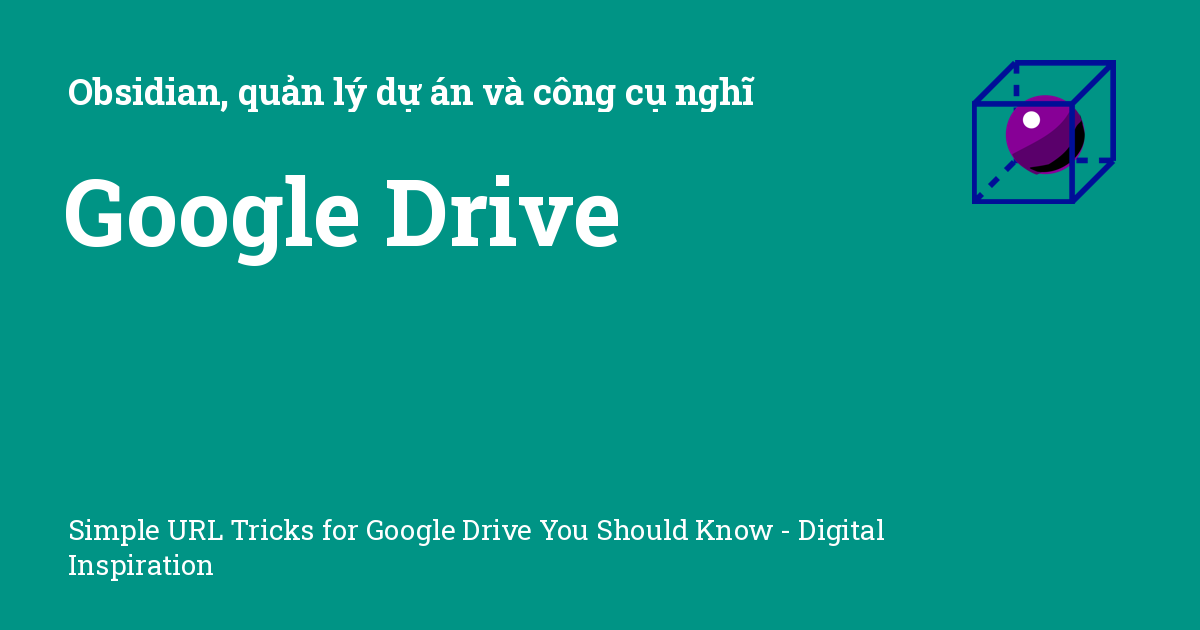 Obsidian, quản lý dự án và công cụ nghĩ
Google Drive
Simple URL Tricks for Google Drive You Should Know - Digital
Inspiration